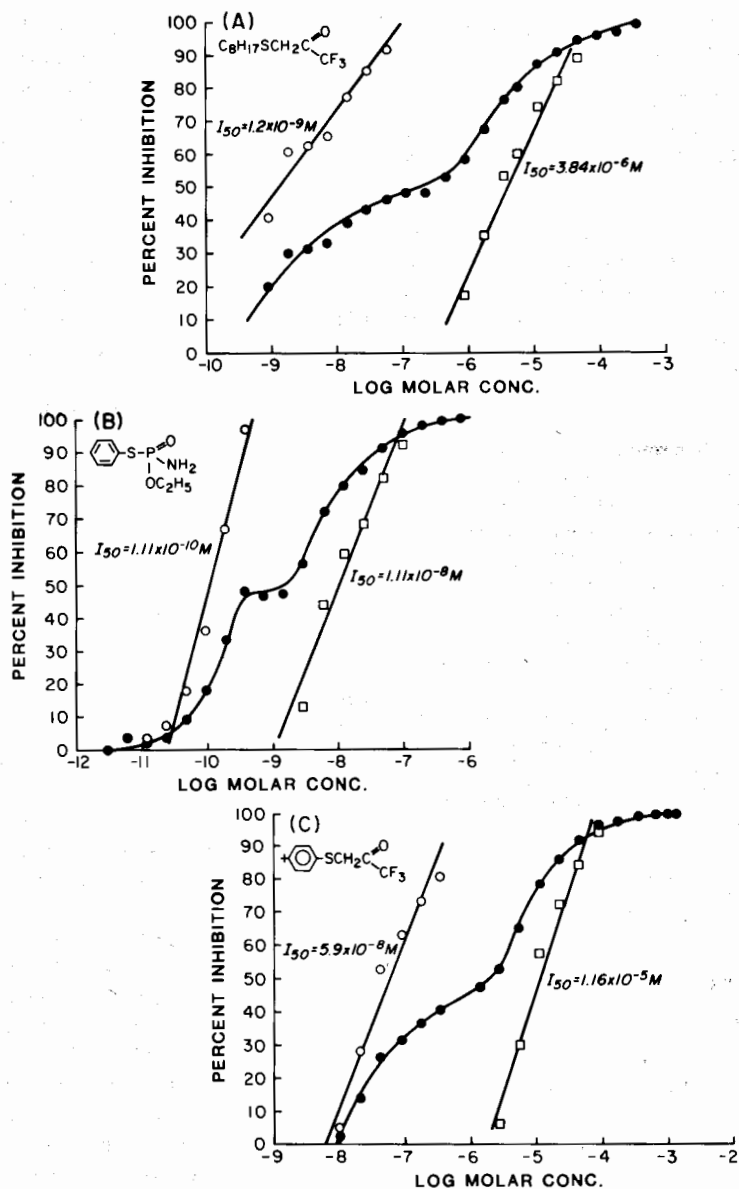 (A)
C8H17SCH2C
O
CF3
I50=1.2x10-9M
I50=3.84x10-6M
PERCENT INHIBITION
100
90
80
70
60
50
40
30
20
10
0
-10 -9 -8 -7 -6 -5 -4 -3
LOG MOLAR CONC.
(B)
S-P
O
NH2
OC2H5
I50=1.11x10-10M
I50=1.11x10-8M
PERCENT INHIBITION
100
90
80
70
60
50
40
30
20
10
0
-12 -11 -10 -9 -8 -7 -6
LOG MOLAR CONC.
(C)
SCH2C
O
CF3
I50=5.9x10-8M
I50=1.16x10-5M
PERCENT INHIBITION
100
90
80
70
60
50
40
30
20
10
0
-9 -8 -7 -6 -5 -4 -3 -2
LOG MOLAR CONC.